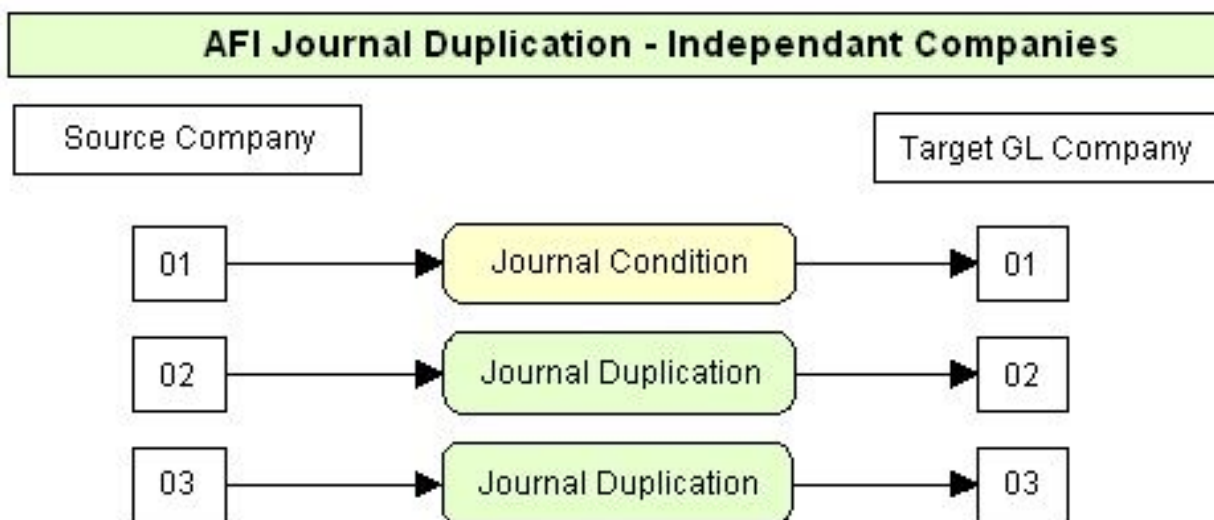 AFI Journal Duplication - Independant Companies
Source Company
Target GL Company
01 Journal Condition 01
02 Journal Duplication 02
03 Journal Duplication 03